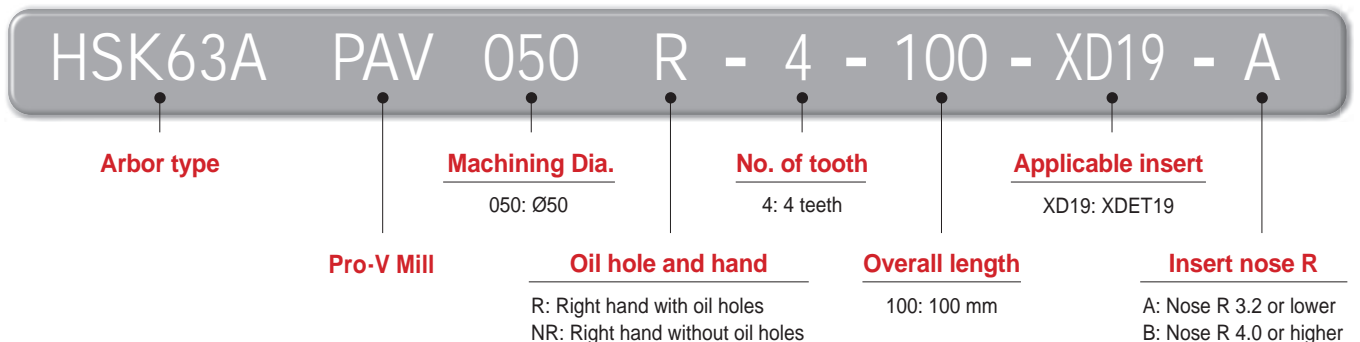 HSK63A PAV 050 R - 4 - 100 - XD19 - A
Arbor type
Machining Dia.
050: Ø50
No. of tooth
4: 4 teeth
Applicable insert
XD19: XDET19
Pro-V Mill
Oil hole and hand
R: Right hand with oil holes
NR: Right hand without oil holes
Overall length
100: 100 mm
Insert nose R
A: Nose R 3.2 or lower
B: Nose R 4.0 or higher